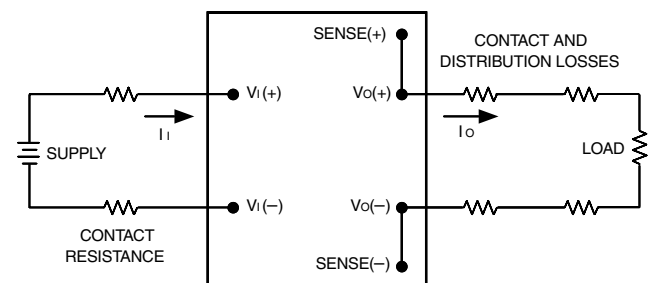 SENSE(+)
CONTACT AND
DISTRIBUTION LOSSES
VI(+)
VO(+)
II
IO
SUPPLY
LOAD
VI(–)
VO(–)
CONTACT
RESISTANCE
SENSE(–)